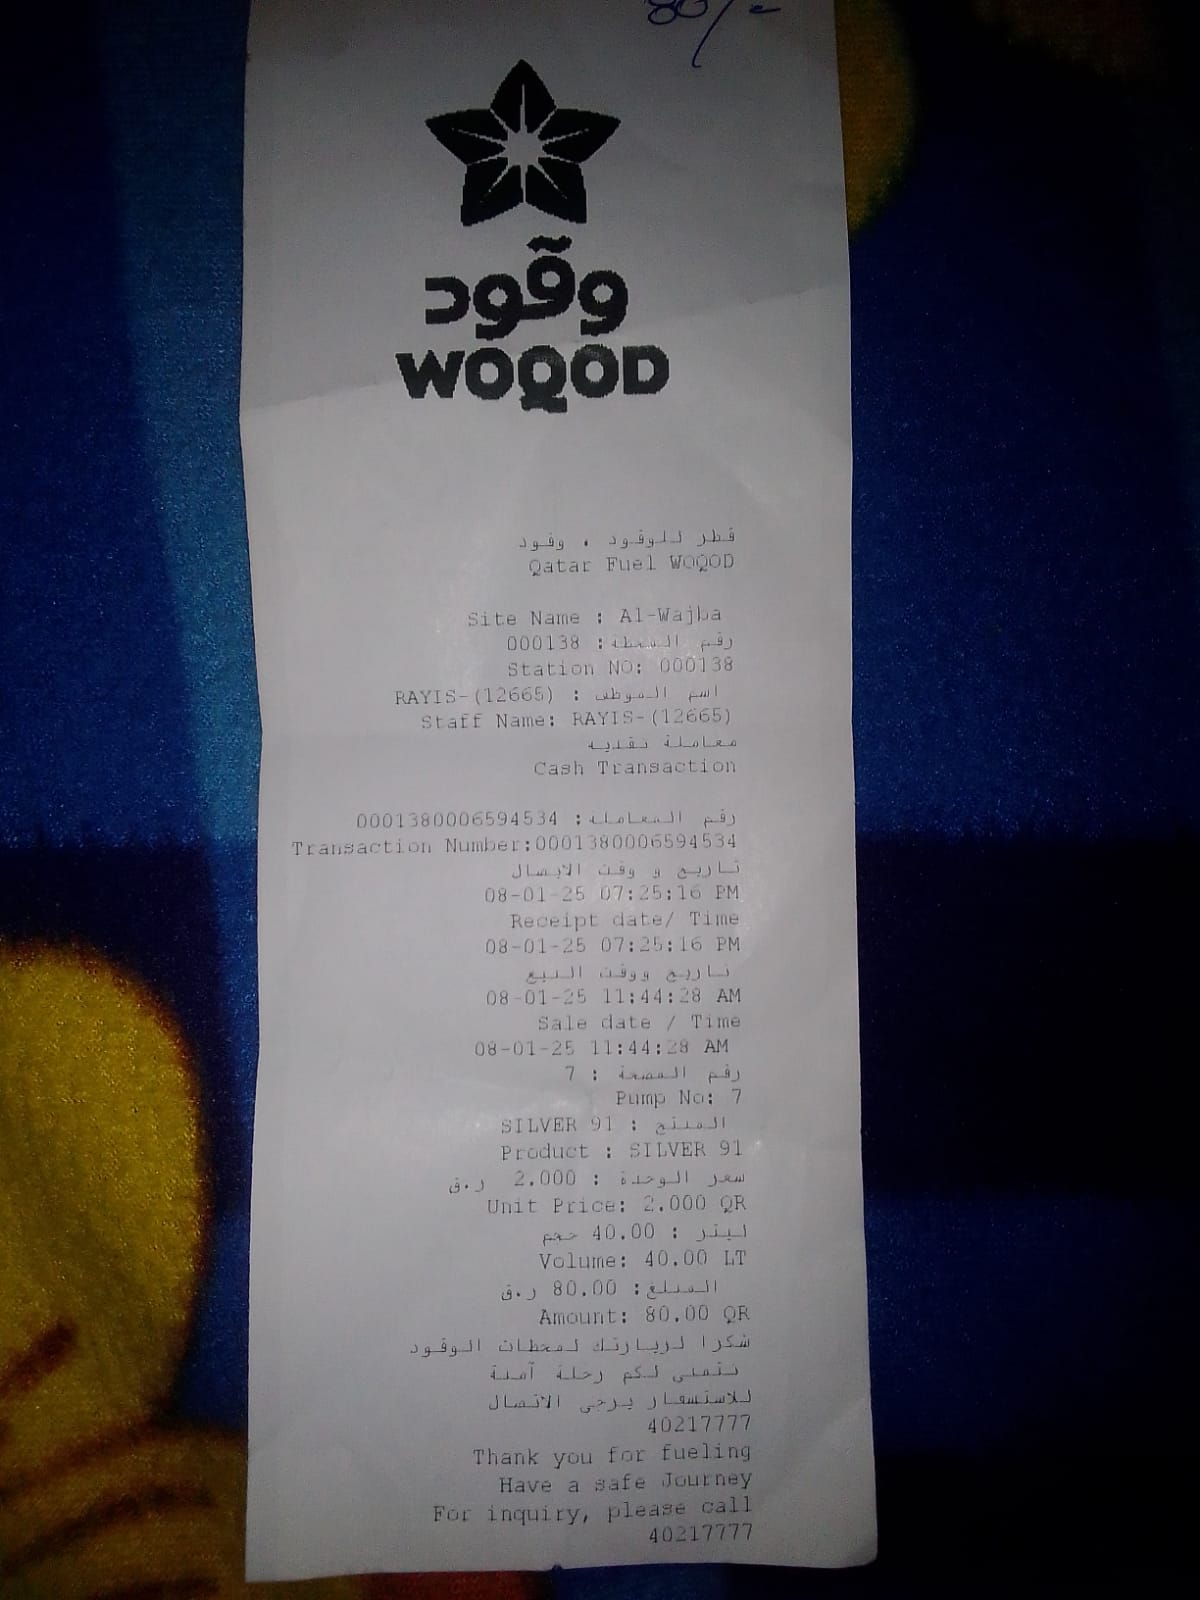 80/-
وقود
WOQOD
قطر للوقود ، وقود
Qatar Fuel WOQOD
Site Name : Al-Wajba
رقم المحطة: 000138
Station NO: 000138
اسم الموظف : RAYIS-(12665)
Staff Name: RAYIS-(12665)
معاملة نقديه
Cash Transaction
رقم المعاملة: 0001380006594534
Transaction Number:0001380006594534
تاريخ و وقت الايصال
08-01-25 07:25:16 PM
Receipt date/ Time
08-01-25 07:25:16 PM
تاريخ ووقت البيع
08-01-25 11:44:28 AM
Sale date / Time
08-01-25 11:44:28 AM
رقم المضخة : 7
Pump No: 7
المنتج : SILVER 91
Product : SILVER 91
سعر الوحدة : 2.000 ر.ق
Unit Price: 2.000 QR
ليتر : 40.00 حجم
Volume: 40.00 LT
المبلغ: 80.00 ر.ق
Amount: 80.00 QR
شكرا لزيارتك لمحطات الوقود
نتمنى لكم رحلة آمنة
للاستفسار يرجى الاتصال
40217777
Thank you for fueling
Have a safe Journey
For inquiry, please call
40217777